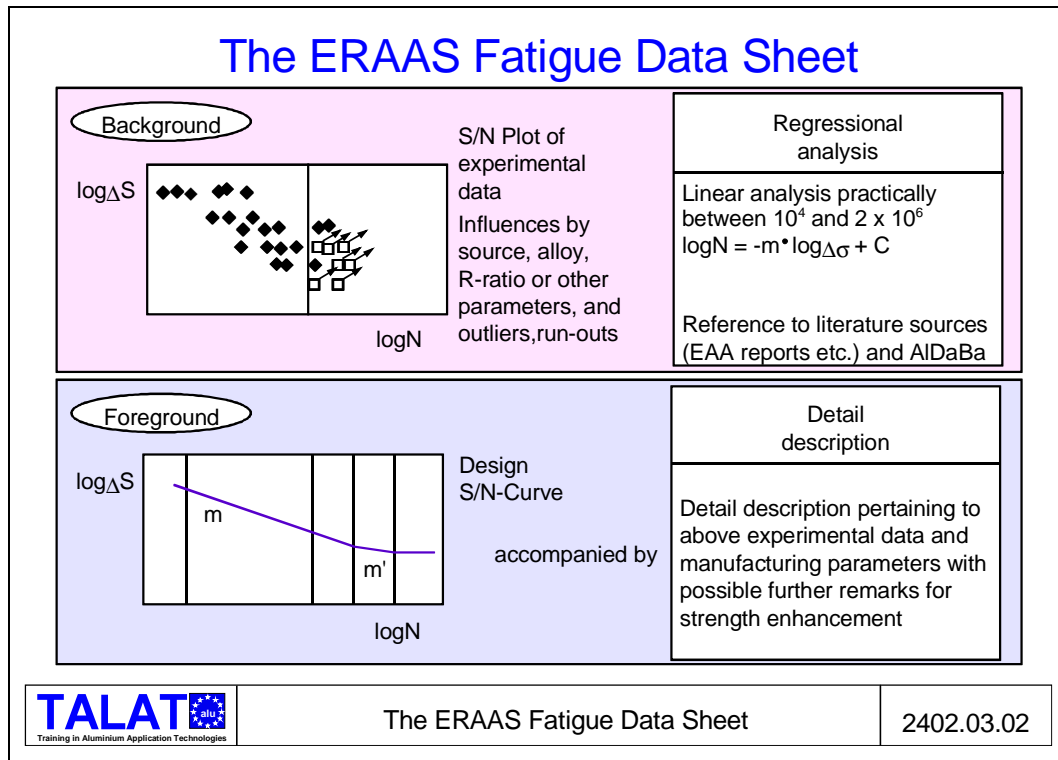 The ERAAS Fatigue Data Sheet
Background
logΔS
logN
S/N Plot of
experimental
data
Influences by
source, alloy,
R-ratio or other
parameters, and
outliers,run-outs
Regressional
analysis
Linear analysis practically
between 10⁴ and 2 x 10⁶
logN = -m•logΔσ + C
Reference to literature sources
(EAA reports etc.) and AlDaBa
Foreground
logΔS
m
m'
logN
Design
S/N-Curve
accompanied by
Detail
description
Detail description pertaining to
above experimental data and
manufacturing parameters with
possible further remarks for
strength enhancement
TALAT
alu
Training in Aluminium Application Technologies
The ERAAS Fatigue Data Sheet
2402.03.02